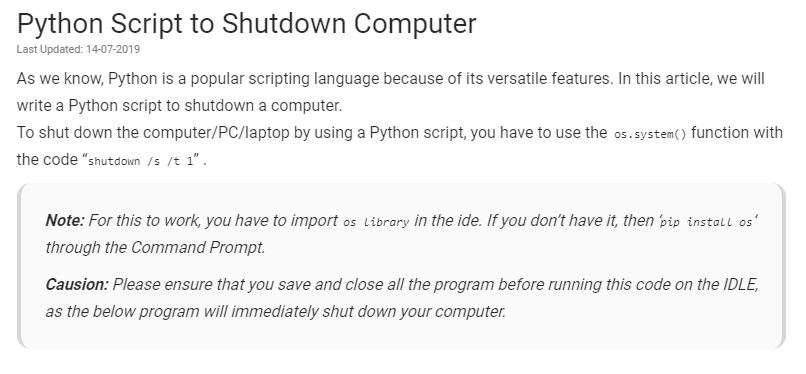 Python Script to Shutdown Computer
Last Updated: 14-07-2019
As we know, Python is a popular scripting language because of its versatile features. In this article, we will
write a Python script to shutdown a computer.
To shut down the computer/PC/laptop by using a Python script, you have to use the os.system() function with
the code “shutdown /s /t 1” .
Note: For this to work, you have to import os library in the ide. If you don’t have it, then ‘pip install os‘
through the Command Prompt.
Causion: Please ensure that you save and close all the program before running this code on the IDLE,
as the below program will immediately shut down your computer.